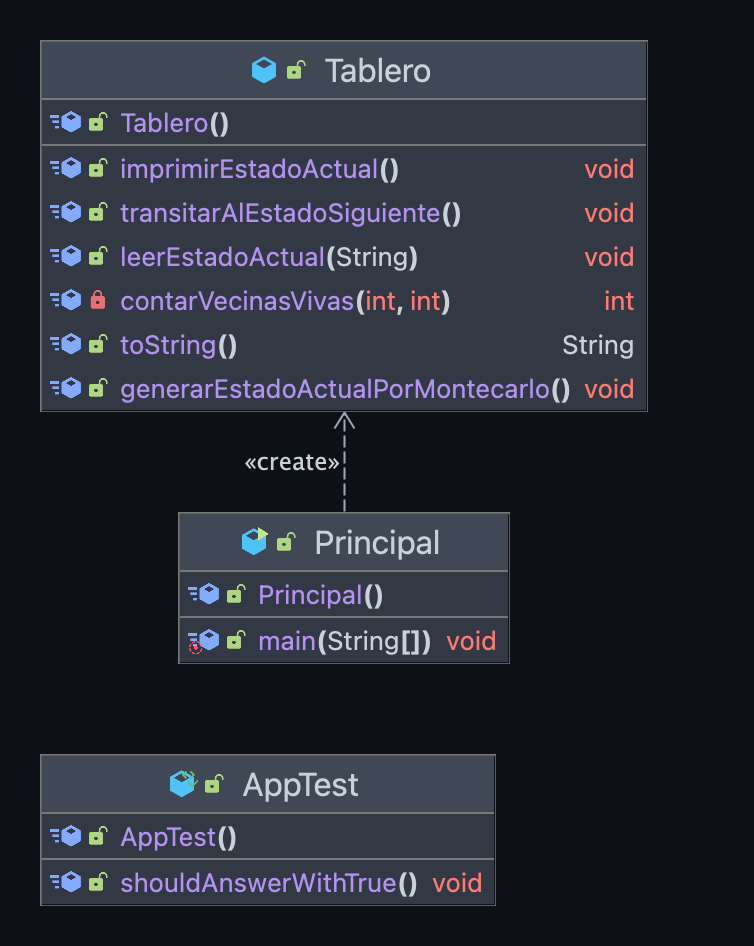 Tablero
Tablero()
imprimirEstadoActual() void
transitarAlEstadoSiguiente() void
leerEstadoActual(String) void
contarVecinasVivas(int, int) int
toString() String
generarEstadoActualPorMontecarlo() void
«create»
Principal
Principal()
main(String[]) void
AppTest
AppTest()
shouldAnswerWithTrue() void